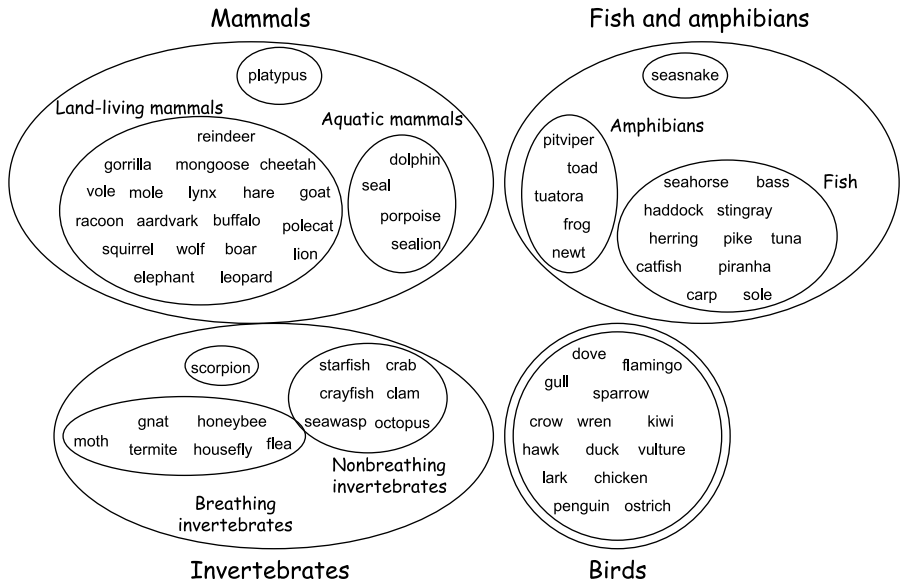 Mammals
platypus
Land-living mammals
Aquatic mammals
reindeer
gorrilla mongoose cheetah
vole mole lynx hare goat
racoon aardvark buffalo polecat
squirrel wolf boar lion
elephant leopard
dolphin
seal
porpoise
sealion
Fish and amphibians
seasnake
Amphibians
pitviper
toad
tuatora
frog
newt
Fish
seahorse bass
haddock stingray
herring pike tuna
catfish piranha
carp sole
scorpion
starfish crab
crayfish clam
seawasp octopus
gnat honeybee
moth termite housefly flea
Nonbreathing
invertebrates
Breathing
invertebrates
Invertebrates
dove flamingo
gull
sparrow
crow wren kiwi
hawk duck vulture
lark chicken
penguin ostrich
Birds